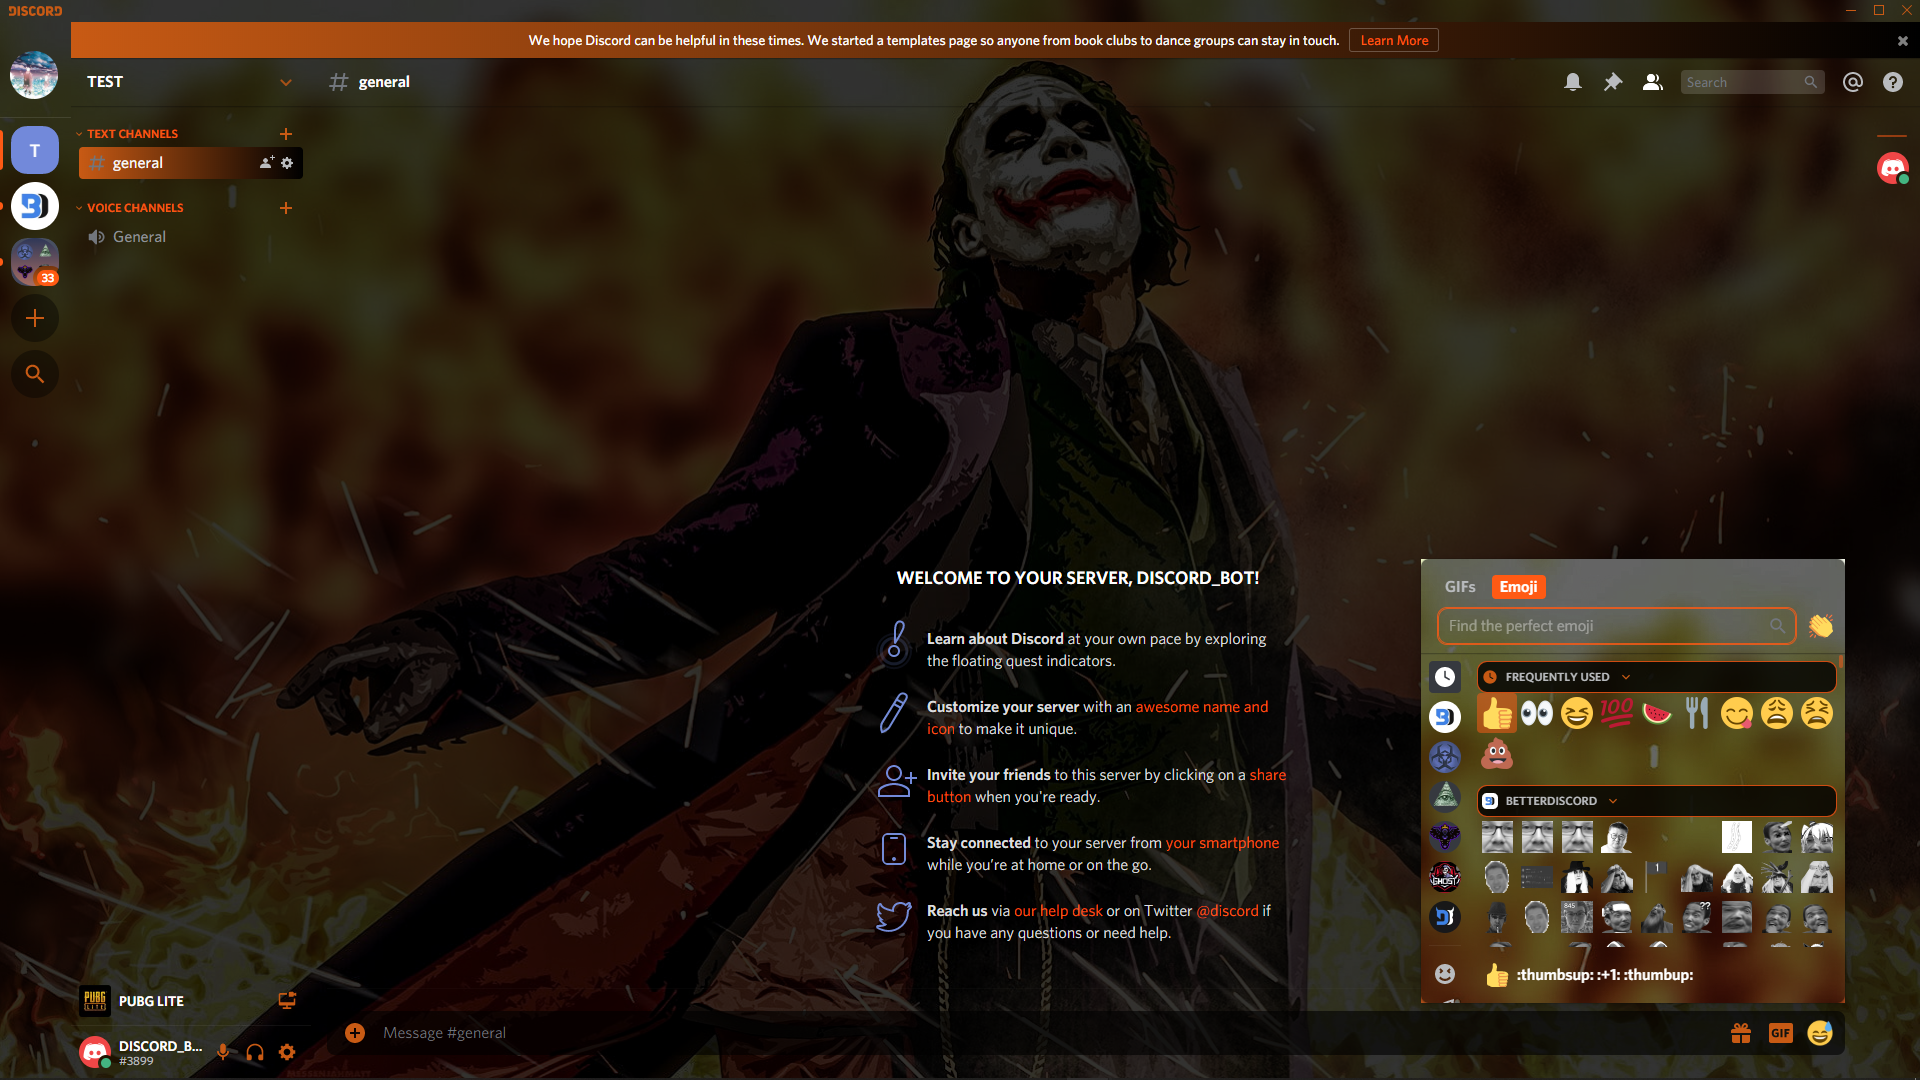 DISCORD
We hope Discord can be helpful in these times. We started a templates page so anyone from book clubs to dance groups can stay in touch. Learn More
TEST
general
Search
TEXT CHANNELS
general
T
VOICE CHANNELS
General
33
WELCOME TO YOUR SERVER, DISCORD_BOT!
Learn about Discord at your own pace by exploring
the floating quest indicators.
Customize your server with an awesome name and
icon to make it unique.
Invite your friends to this server by clicking on a share
button when you're ready.
Stay connected to your server from your smartphone
while you're at home or on the go.
Reach us via our help desk or on Twitter @discord if
you have any questions or need help.
GIFs
Emoji
Find the perfect emoji
FREQUENTLY USED
100
BETTERDISCORD
1
GHOST
845
??
:thumbsup: :+1: :thumbup:
PUBG LITE
PUBG LITE
Message #general
GIF
DISCORD_B...
#3899